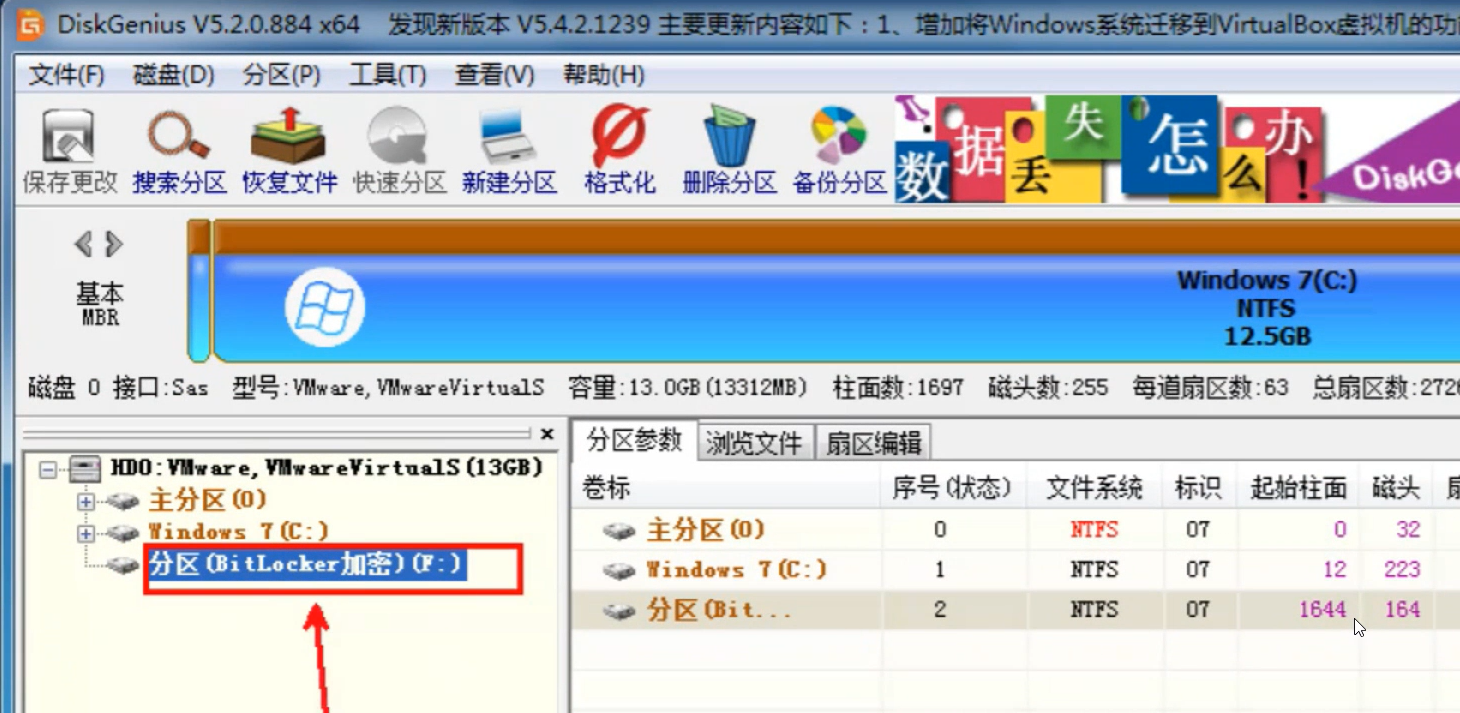 DiskGenius V5.2.0.884 x64 发现新版本 V5.4.2.1239 主要更新内容如下：1、增加将Windows系统迁移到VirtualBox虚拟机的功
文件(F) 磁盘(D) 分区(P) 工具(T) 查看(V) 帮助(H)
保存更改 搜索分区 恢复文件 快速分区 新建分区 格式化 删除分区 备份分区
数据丢失怎么办!
DiskGe
基本
MBR
Windows 7(C:)
NTFS
12.5GB
磁盘 0 接口:Sas 型号:VMware,VMwareVirtualS 容量:13.0GB(13312MB) 柱面数:1697 磁头数:255 每道扇区数:63 总扇区数:2726
HD0:VMware,VMwareVirtualS(13GB)
主分区(0)
Windows 7(C:)
分区(BitLocker加密)(F:)
分区参数 浏览文件 扇区编辑
卷标 序号(状态) 文件系统 标识 起始柱面 磁头
主分区(0) 0 NTFS 07 0 32
Windows 7(C:) 1 NTFS 07 12 223
分区(Bit... 2 NTFS 07 1644 164